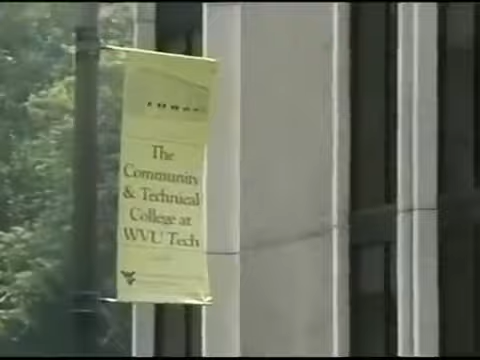 The
Community
& Technical
College at
WVU Tech